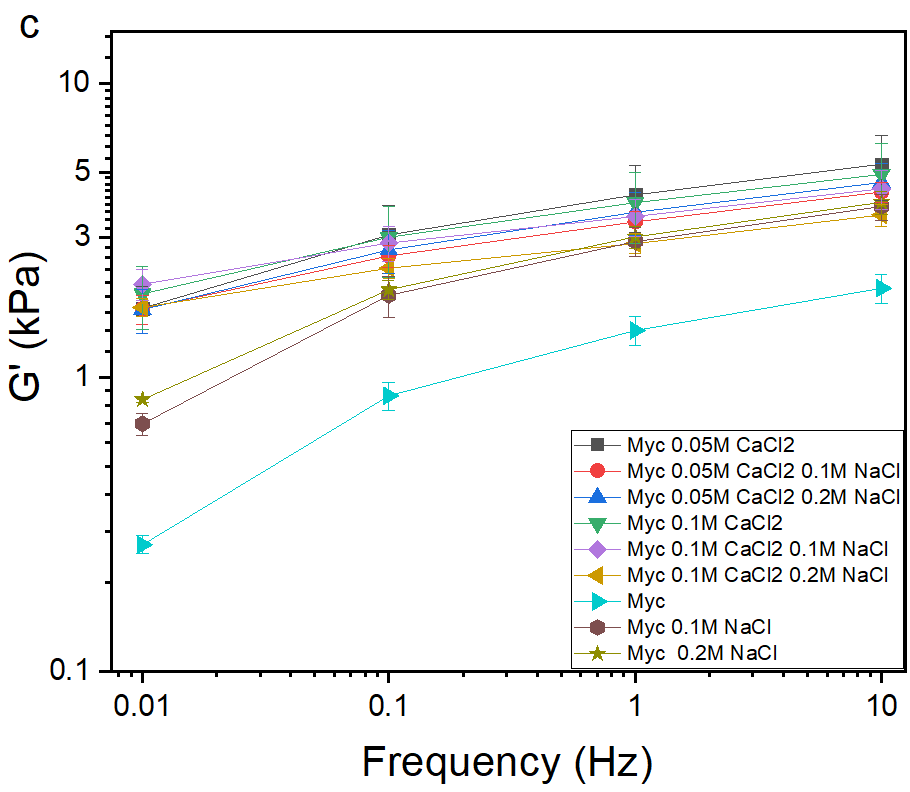 c
10
5
3
1
0.1
G' (kPa)
0.01
0.1
1
10
Frequency (Hz)
Myc 0.05M CaCl2
Myc 0.05M CaCl2 0.1M NaCl
Myc 0.05M CaCl2 0.2M NaCl
Myc 0.1M CaCl2
Myc 0.1M CaCl2 0.1M NaCl
Myc 0.1M CaCl2 0.2M NaCl
Myc
Myc 0.1M NaCl
Myc  0.2M NaCl